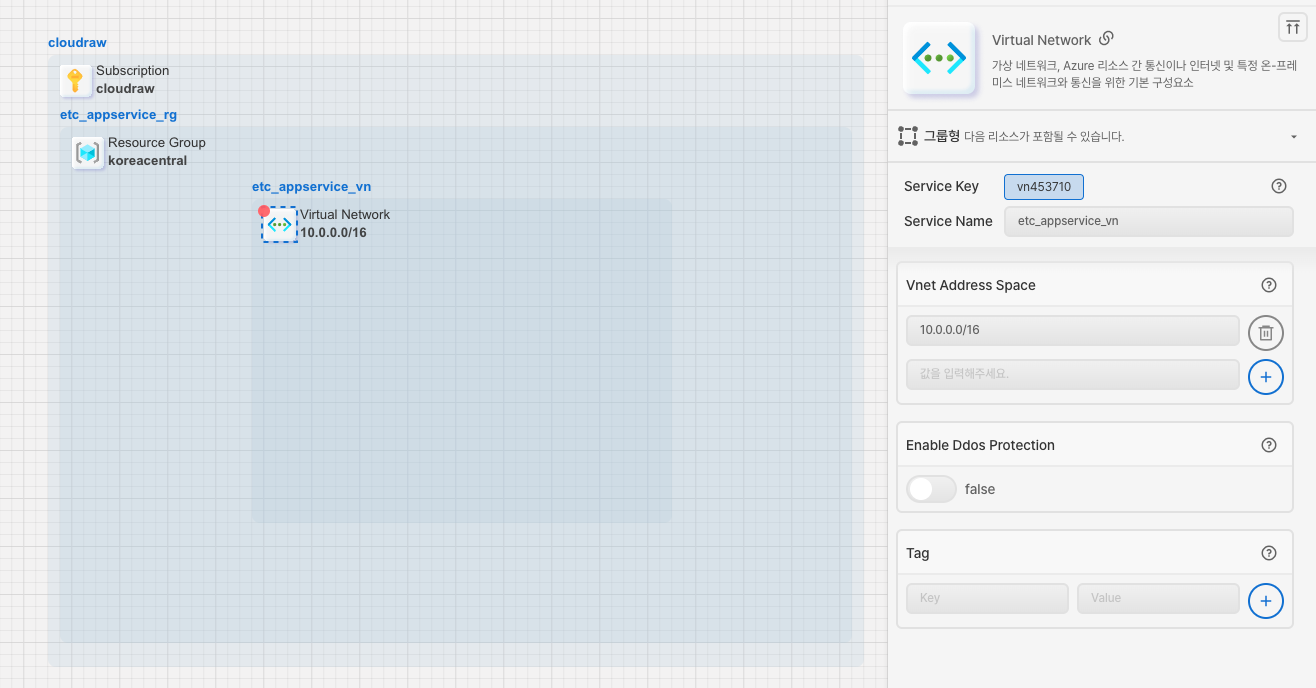 cloudraw
Subscription
cloudraw
etc_appservice_rg
Resource Group
koreacentral
etc_appservice_vn
Virtual Network
10.0.0.0/16
Virtual Network
가상 네트워크, Azure 리소스 간 통신이나 인터넷 및 특정 온-프레
미스 네트워크와 통신을 위한 기본 구성요소
그룹형 다음 리소스가 포함될 수 있습니다.
Service Key vn453710
Service Name etc_appservice_vn
Vnet Address Space
10.0.0.0/16
값을 입력해주세요.
Enable Ddos Protection
false
Tag
Key Value